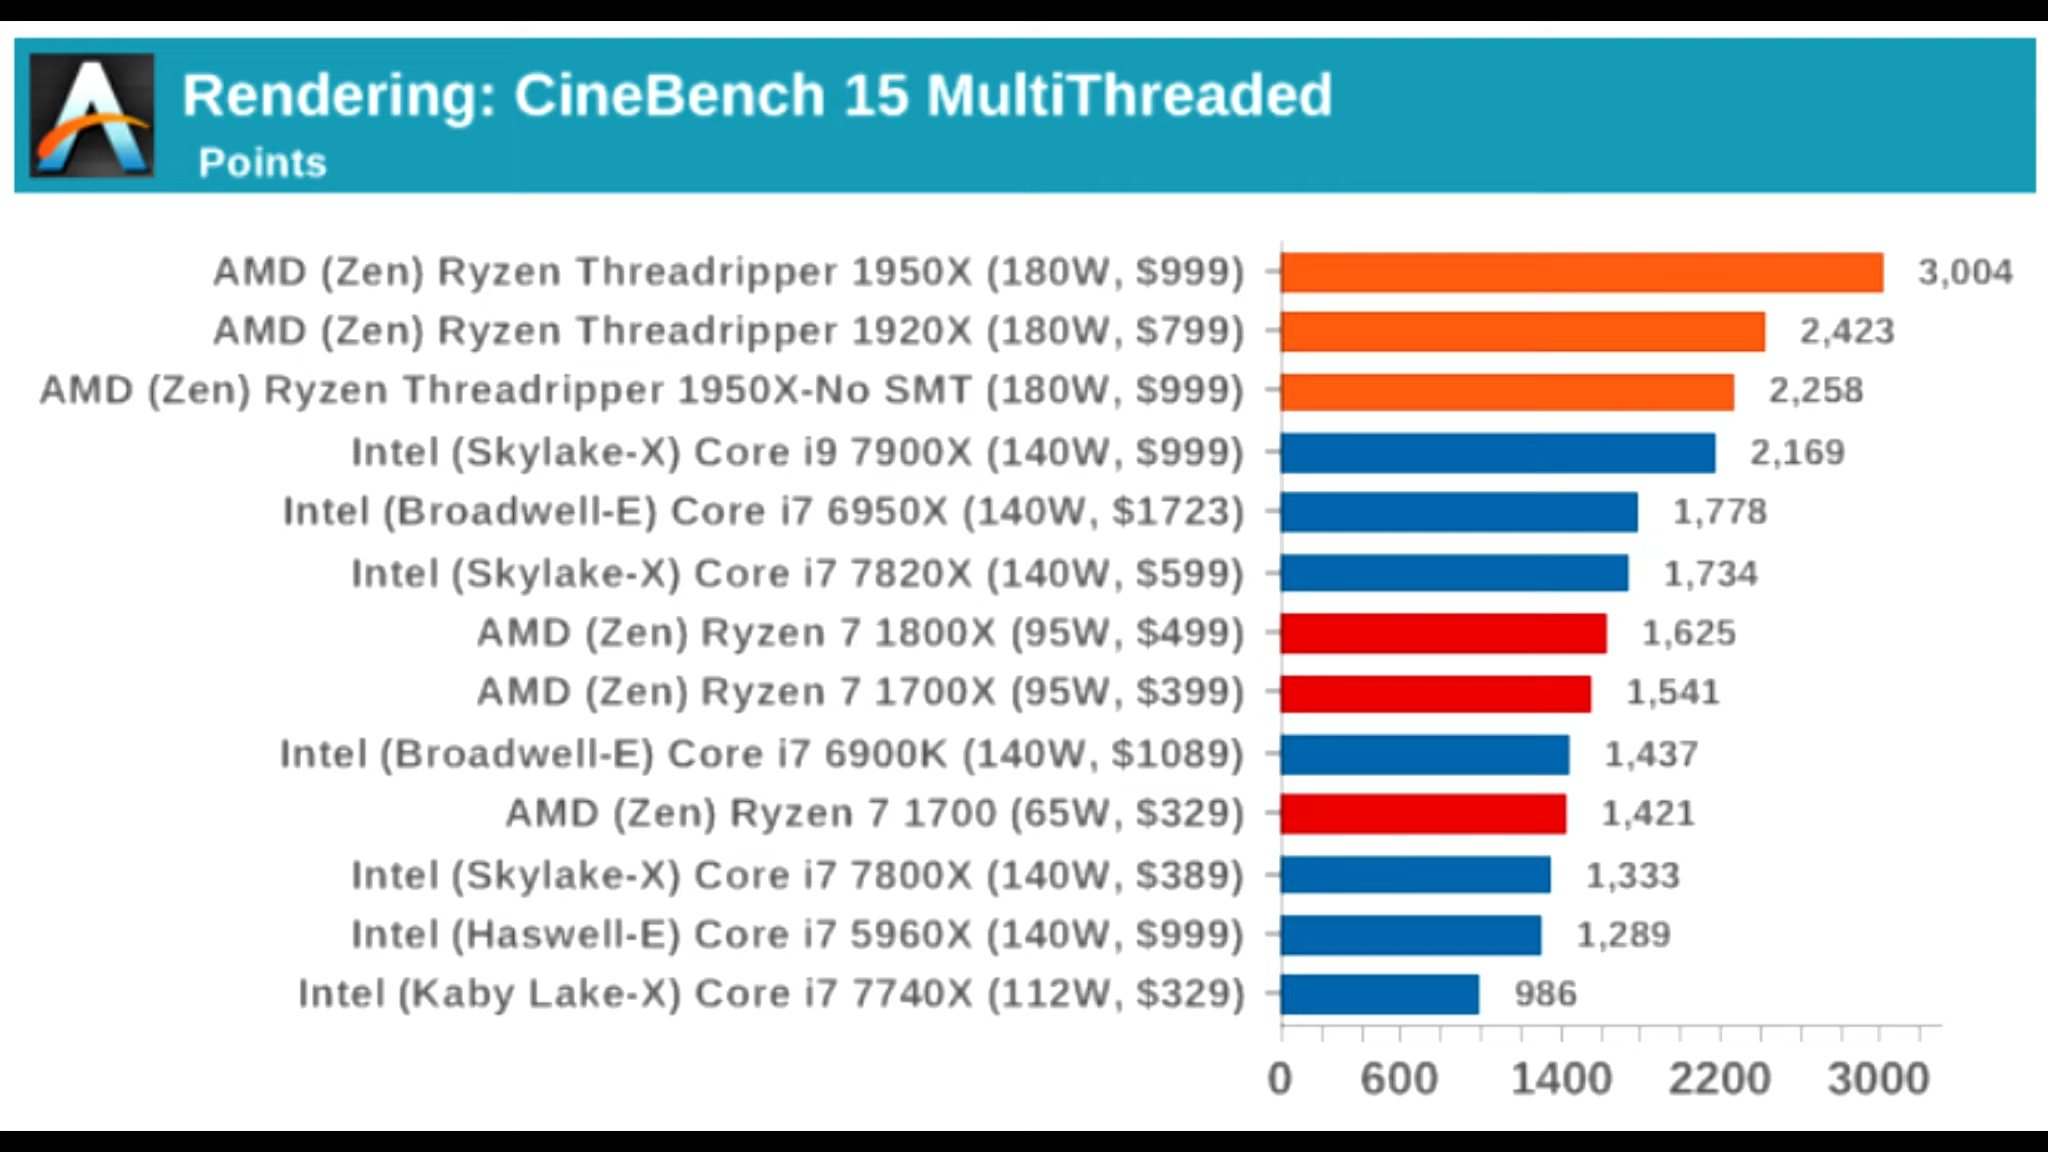 Rendering: CineBench 15 MultiThreaded
Points
AMD (Zen) Ryzen Threadripper 1950X (180W, $999) 3,004
AMD (Zen) Ryzen Threadripper 1920X (180W, $799) 2,423
AMD (Zen) Ryzen Threadripper 1950X-No SMT (180W, $999) 2,258
Intel (Skylake-X) Core i9 7900X (140W, $999) 2,169
Intel (Broadwell-E) Core i7 6950X (140W, $1723) 1,778
Intel (Skylake-X) Core i7 7820X (140W, $599) 1,734
AMD (Zen) Ryzen 7 1800X (95W, $499) 1,625
AMD (Zen) Ryzen 7 1700X (95W, $399) 1,541
Intel (Broadwell-E) Core i7 6900K (140W, $1089) 1,437
AMD (Zen) Ryzen 7 1700 (65W, $329) 1,421
Intel (Skylake-X) Core i7 7800X (140W, $389) 1,333
Intel (Haswell-E) Core i7 5960X (140W, $999) 1,289
Intel (Kaby Lake-X) Core i7 7740X (112W, $329) 986
0 600 1400 2200 3000